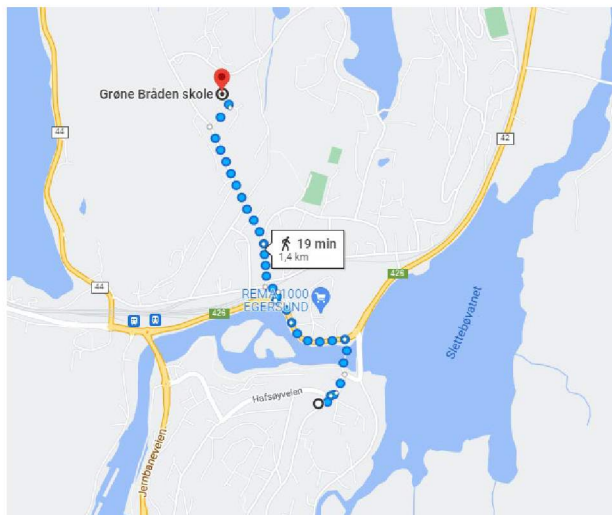 Grøne Bråden skole
44
42
19 min
1,4 km
426
44
REMA 1000
EGERSUND
426
Slettebøvatnet
Hafsøyveien
Jernbaneveien